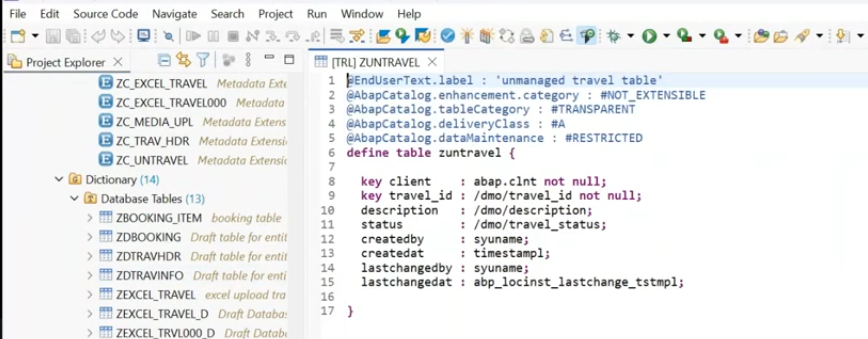 File Edit Source Code Navigate Search Project Run Window Help
Project Explorer
[TRL] ZUNTRAVEL
ZC_EXCEL_TRAVEL Metadata Exte
ZC_EXCEL_TRAVEL000 Metadata
ZC_MEDIA_UPL Metadata Extens
ZC_TRAV_HDR Metadata Extensi
ZC_UNTRAVEL Metadata Extensio
Dictionary (14)
Database Tables (13)
ZBOOKING_ITEM booking table
ZDBOOKING Draft table for entit
ZDTRAVHDR Draft table for entit
ZDTRAVINFO Draft table for entit
ZEXCEL_TRAVEL excel upload tra
ZEXCEL_TRAVEL_D Draft Databas
ZEXCEL_TRVL000_D Draft Databa
1 @EndUserText.label : 'unmanaged travel table'
2 @AbapCatalog.enhancement.category : #NOT_EXTENSIBLE
3 @AbapCatalog.tableCategory : #TRANSPARENT
4 @AbapCatalog.deliveryClass : #A
5 @AbapCatalog.dataMaintenance : #RESTRICTED
6 define table zuntravel {
7
8 key client : abap.clnt not null;
9 key travel_id : /dmo/travel_id not null;
10 description : /dmo/description;
11 status : /dmo/travel_status;
12 createdby : syuname;
13 createdat : timestampl;
14 lastchangedby : syuname;
15 lastchangedat : abp_locinst_lastchange_tstmpl;
16
17 }